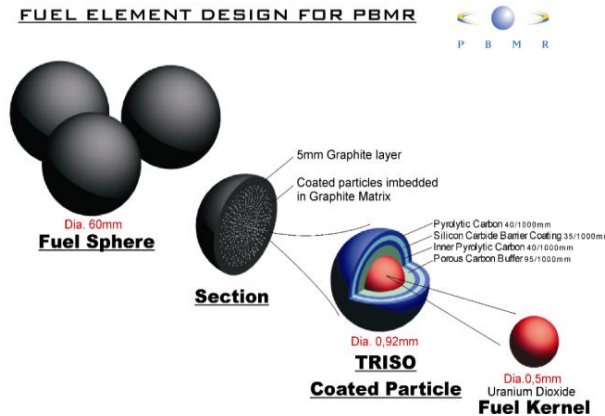 FUEL ELEMENT DESIGN FOR PBMR
P B M R
5mm Graphite layer
Coated particles imbedded
in Graphite Matrix
Dia. 60mm
Fuel Sphere
Section
Pyrolytic Carbon 40/1000mm
Silicon Carbide Barrier Coating 35/1000mm
Inner Pyrolytic Carbon 40/1000mm
Porous Carbon Buffer 95/1000mm
Dia. 0,92mm
TRISO
Coated Particle
Dia.0,5mm
Uranium Dioxide
Fuel Kernel